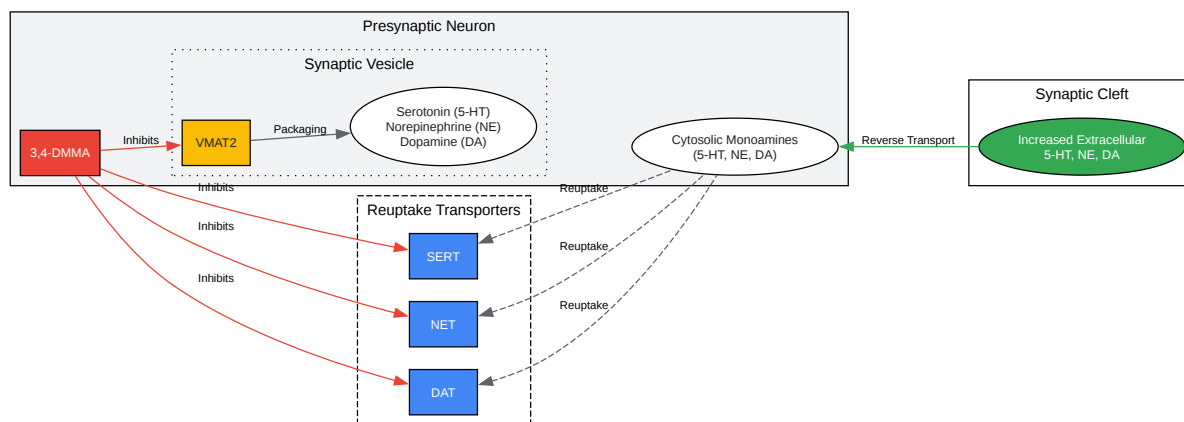 Presynaptic Neuron
Synaptic Vesicle
Serotonin (5-HT)
Norepinephrine (NE)
Dopamine (DA)
3,4-DMMA
Inhibits
VMAT2
Packaging
Cytosolic Monoamines
(5-HT, NE, DA)
Reverse Transport
Synaptic Cleft
Increased Extracellular
5-HT, NE, DA
Inhibits
Reuptake
Reuptake Transporters
Inhibits
Reuptake
SERT
Inhibits
Reuptake
NET
DAT